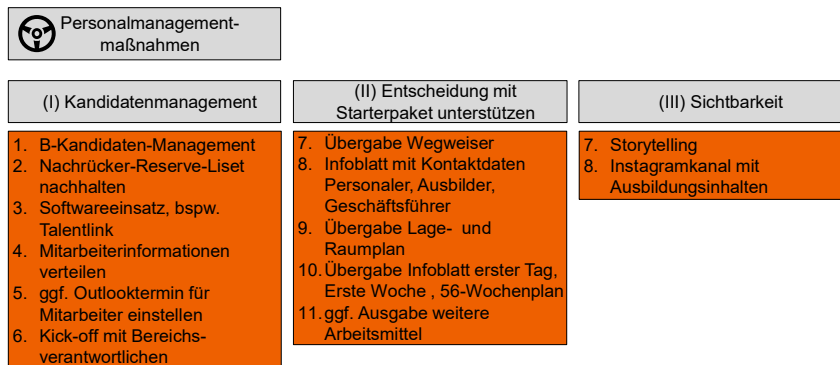 Personalmanagement-
maßnahmen
(I) Kandidatenmanagement
1. B-Kandidaten-Management
2. Nachrücker-Reserve-Liset
nachhalten
3. Softwareeinsatz, bspw.
Talentlink
4. Mitarbeiterinformationen
verteilen
5. ggf. Outlooktermin für
Mitarbeiter einstellen
6. Kick-off mit Bereichs-
verantwortlichen
(II) Entscheidung mit
Starterpaket unterstützen
7. Übergabe Wegweiser
8. Infoblatt mit Kontaktdaten
Personaler, Ausbilder,
Geschäftsführer
9. Übergabe Lage- und
Raumplan
10. Übergabe Infoblatt erster Tag,
Erste Woche , 56-Wochenplan
11. ggf. Ausgabe weitere
Arbeitsmittel
(III) Sichtbarkeit
7. Storytelling
8. Instagramkanal mit
Ausbildungsinhalten